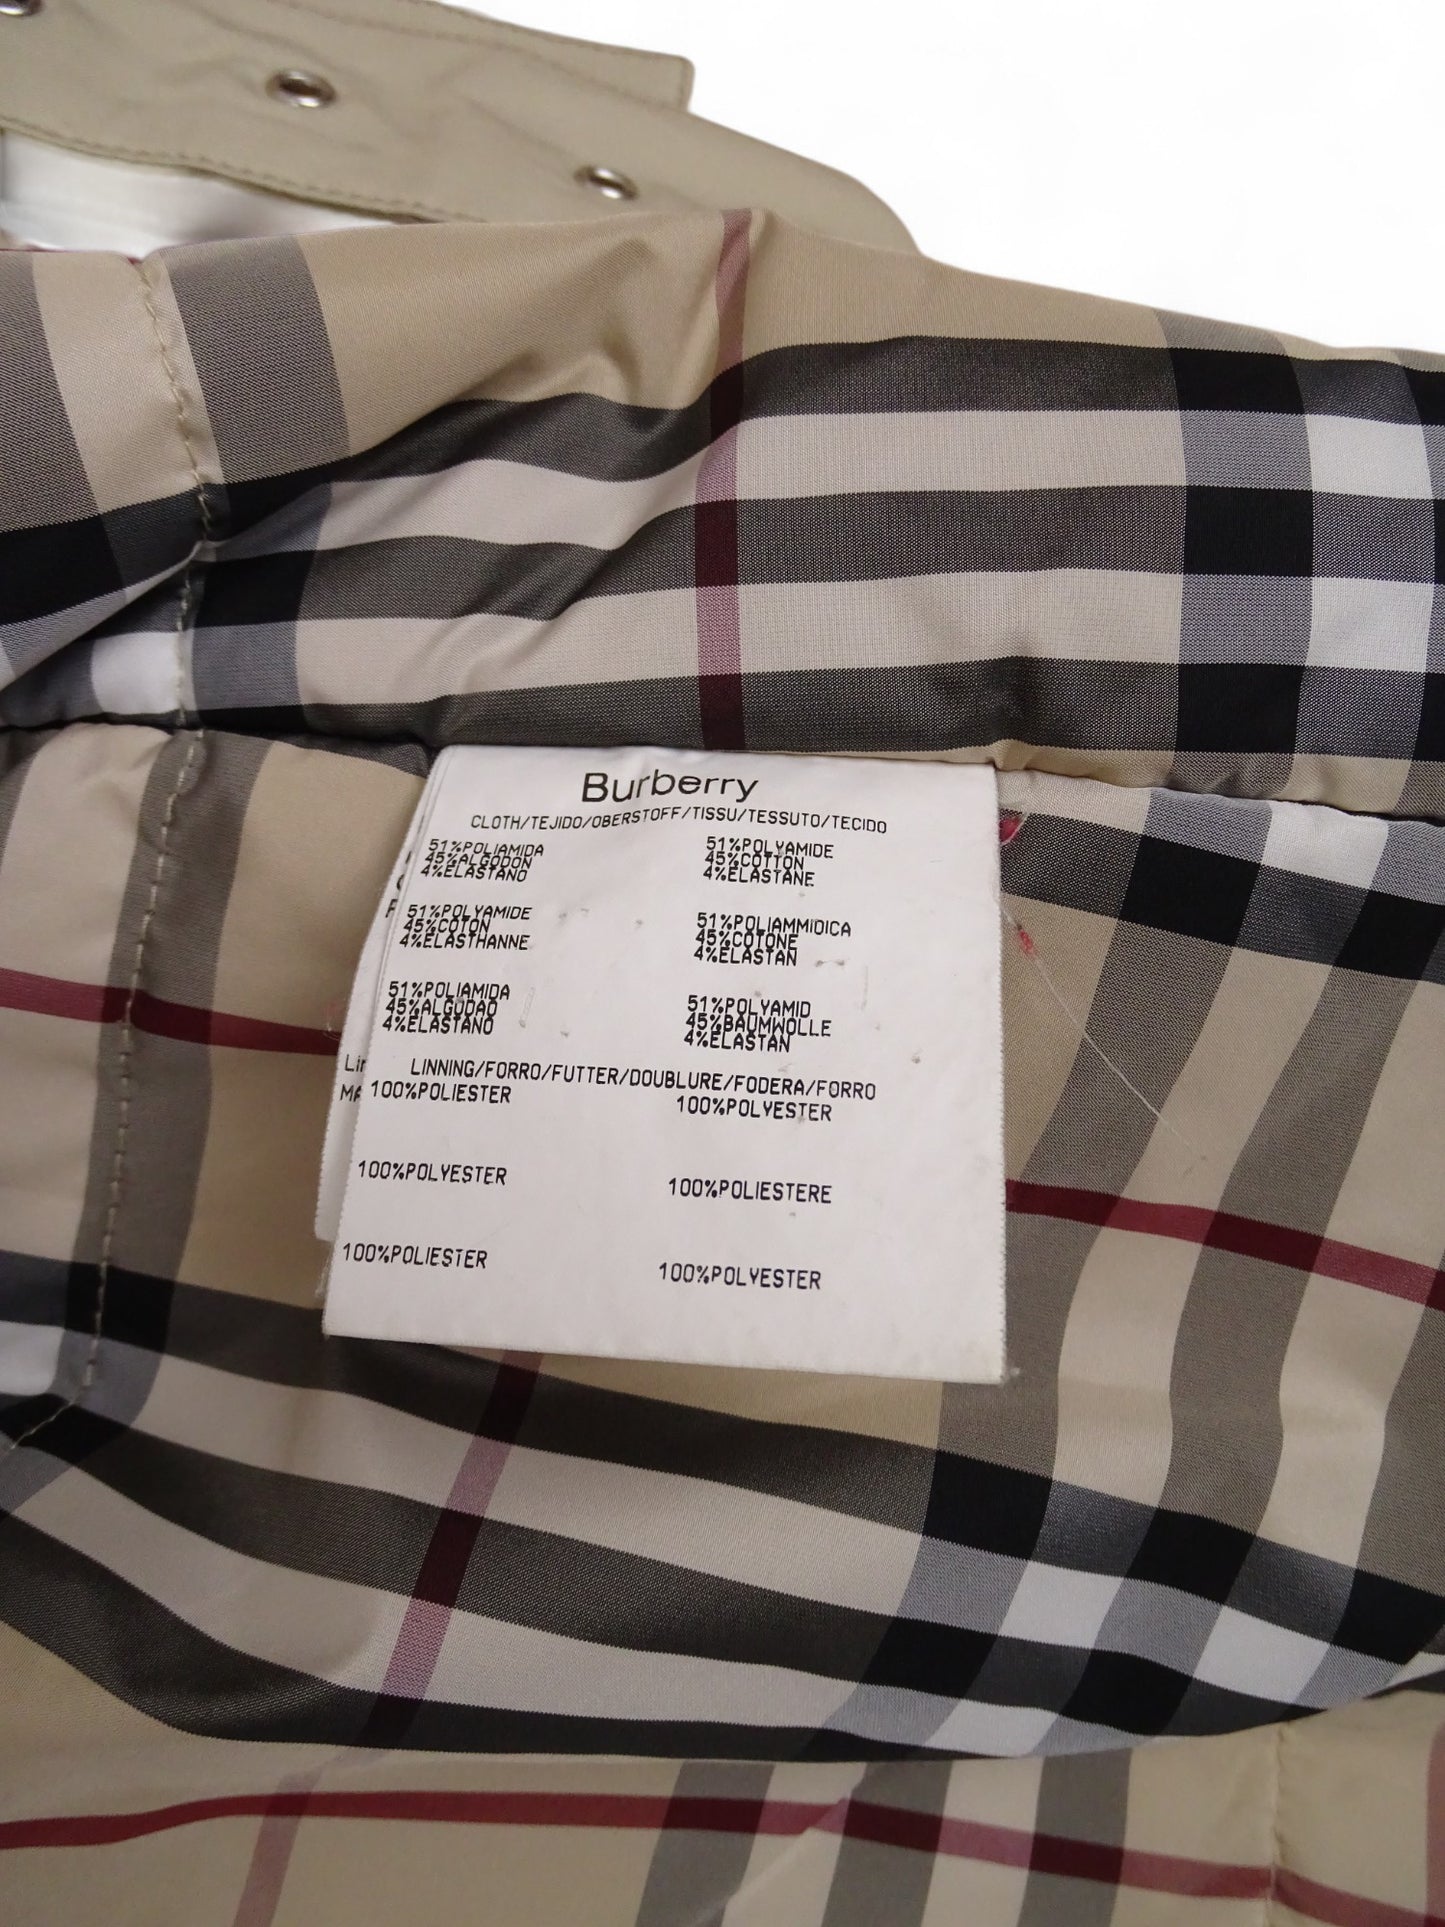 Burberry
CLOTH/TEJIDO/OBERSTOFF/TISSU/TESSUTO/TECIDO
51%POLIAMIDA
45%ALGODON
4%ELASTANO
51%POLYAMIDE
45%COTTON
4%ELASTANE
51%POLYAMIDE
45%COTON
4%ELASTHANNE
51%POLIAMMIDICA
45%COTONE
4%ELASTAN
51%POLIAMIDA
45%ALGODAO
4%ELASTANO
51%POLYAMID
45%BAUMWOLLE
4%ELASTAN
LINNING/FORRO/FUTTER/DOUBLURE/FODERA/FORRO
100%POLIESTER
100%POLYESTER
100%POLYESTER
100%POLIESTERE
100%POLIESTER
100%POLYESTER